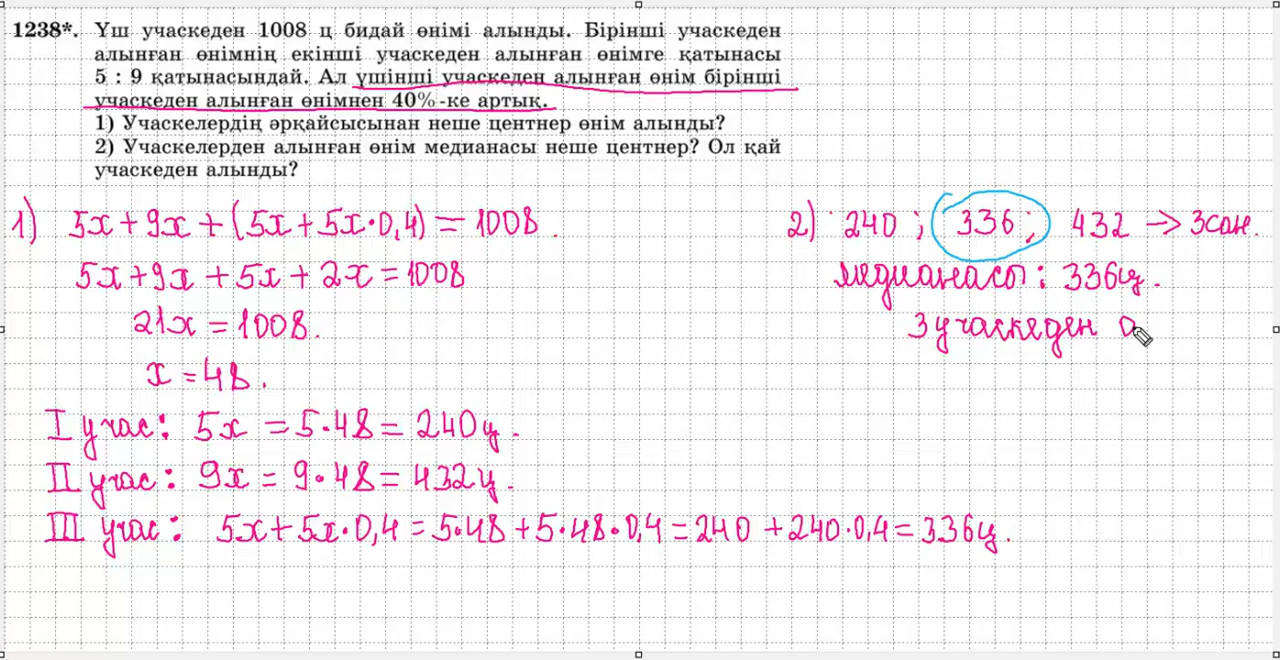 1238*. Үш учаскеден 1008 ц бидай өнімі алынды. Бірінші учаскеден
алынған өнімнің екінші учаскеден алынған өнімге қатынасы
5 : 9 қатынасындай. Ал үшінші учаскеден алынған өнім бірінші
учаскеден алынған өнімнен 40%-ке артық.
1) Учаскелердің әрқайсысынан неше центнер өнім алынды?
2) Учаскелерден алынған өнім медианасы неше центнер? Ол қай
учаскеден алынды?
1) 5x + 9x + (5x + 5x·0,4) = 1008.
5x + 9x + 5x + 2x = 1008
21x = 1008.
x = 48.
I учас: 5x = 5·48 = 240ц.
II учас: 9x = 9·48 = 432ц.
III учас: 5x + 5x·0,4 = 5·48 + 5·48·0,4 = 240 + 240·0,4 = 336ц.
2) 240 ; 336 ; 432 → 3 сан.
медианасы: 336ц.
3 учаскеден